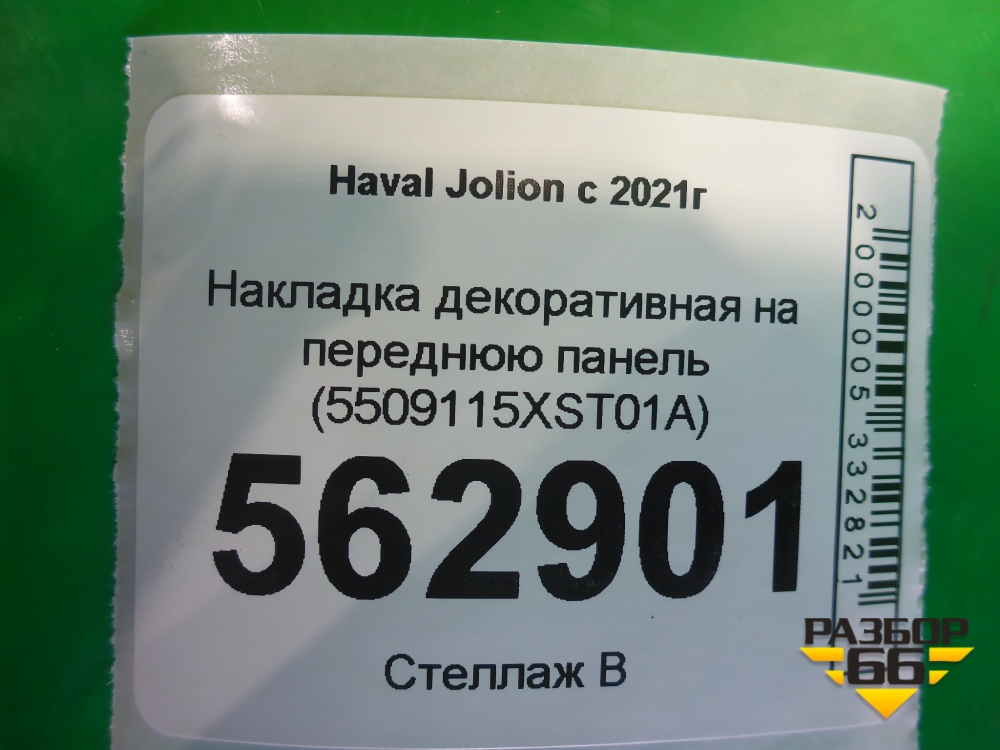 Haval Jolion с 2021г
Накладка декоративная на
переднюю панель
(5509115XST01A)
562901
Стеллаж В
2000005332821
РАЗБОР
66